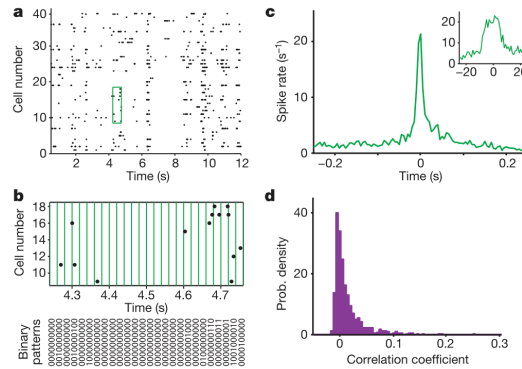 a
Cell number
40
30
20
10
0
2 4 6 8 10 12
Time (s)
b
Cell number
18
16
14
12
10
4.3 4.4 4.5 4.6 4.7
Time (s)
Binary
patterns
c
Spike rate (s⁻¹)
20
10
0
-0.2 0 0.2
Time (s)
20
10
0
-20 0 20
d
Prob. density
40
20
0
0 0.1 0.2 0.3
Correlation coefficient